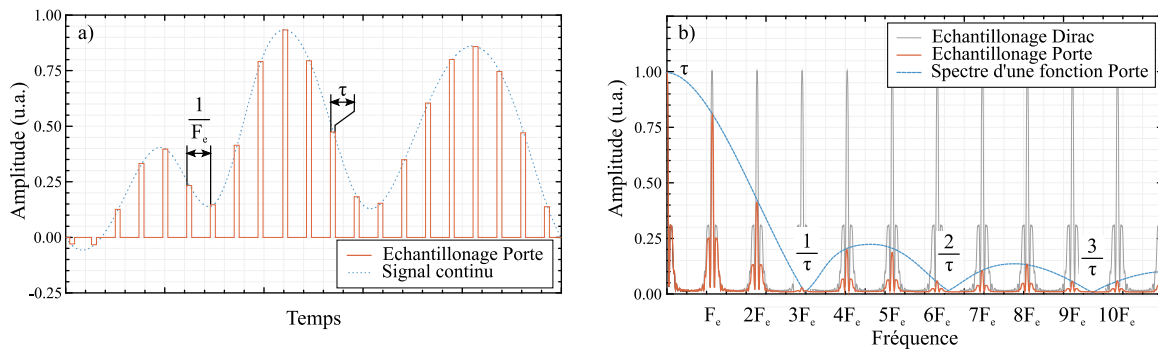 a)
Amplitude (u.a.)
1.0
0.75
0.50
0.25
0.00
-0.25
1
F_e
τ
Echantillonage Porte
Signal continu
Temps
b)
Amplitude (u.a.)
1.00
0.75
0.50
0.25
0.00
τ
Echantillonage Dirac
Echantillonage Porte
Spectre d'une fonction Porte
1
τ
2
τ
3
τ
F_e 2F_e 3F_e 4F_e 5F_e 6F_e 7F_e 8F_e 9F_e 10F_e
Fréquence